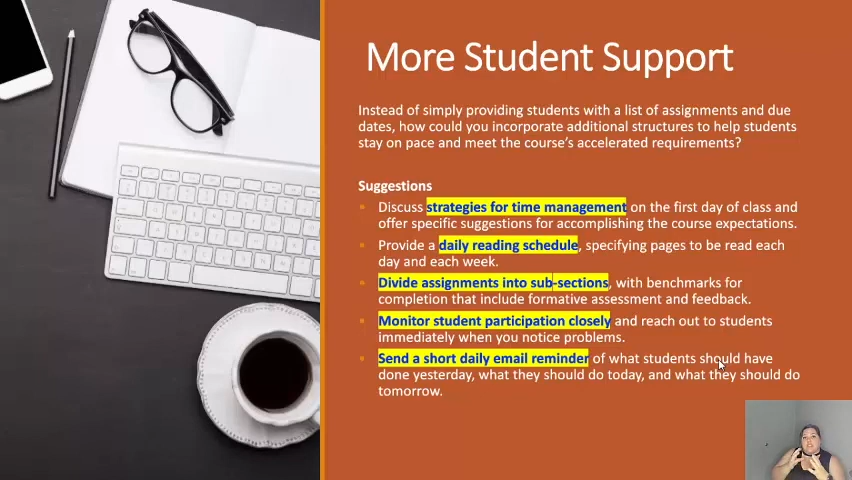 More Student Support
Instead of simply providing students with a list of assignments and due
dates, how could you incorporate additional structures to help students
stay on pace and meet the course's accelerated requirements?
Suggestions
Discuss strategies for time management on the first day of class and
offer specific suggestions for accomplishing the course expectations.
Provide a daily reading schedule, specifying pages to be read each
day and each week.
Divide assignments into sub-sections, with benchmarks for
completion that include formative assessment and feedback.
Monitor student participation closely and reach out to students
immediately when you notice problems.
Send a short daily email reminder of what students should have
done yesterday, what they should do today, and what they should do
tomorrow.